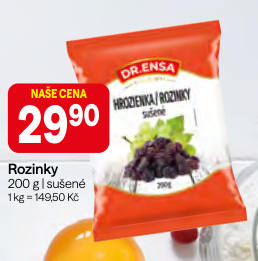 NAŠE CENA
29 90
Rozinky
200 g | sušené
1 kg = 149,50 Kč
DR.ENSA
HROZIENKA/ROZINKY
sušené
200g